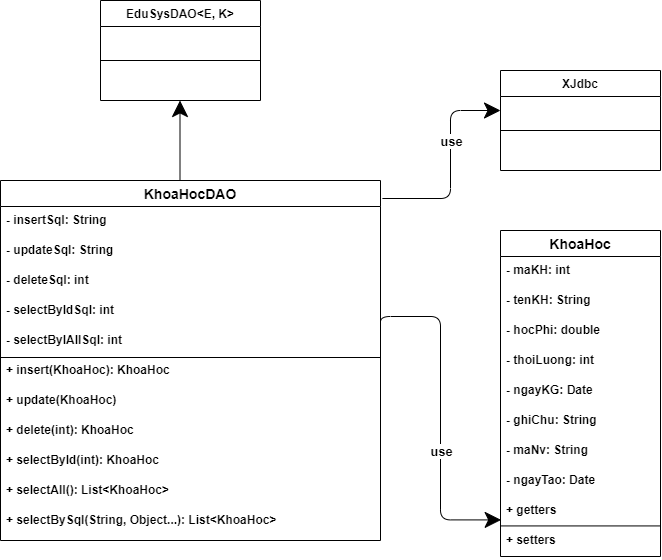 EduSysDAO<E, K>
XJdbc
use
KhoaHocDAO
- insertSql: String
- updateSql: String
- deleteSql: int
- selectByIdSql: int
- selectBylAllSql: int
+ insert(KhoaHoc): KhoaHoc
+ update(KhoaHoc)
+ delete(int): KhoaHoc
+ selectById(int): KhoaHoc
+ selectAll(): List<KhoaHoc>
+ selectBySql(String, Object...): List<KhoaHoc>
use
KhoaHoc
- maKH: int
- tenKH: String
- hocPhi: double
- thoiLuong: int
- ngayKG: Date
- ghiChu: String
- maNv: String
- ngayTao: Date
+ getters
+ setters